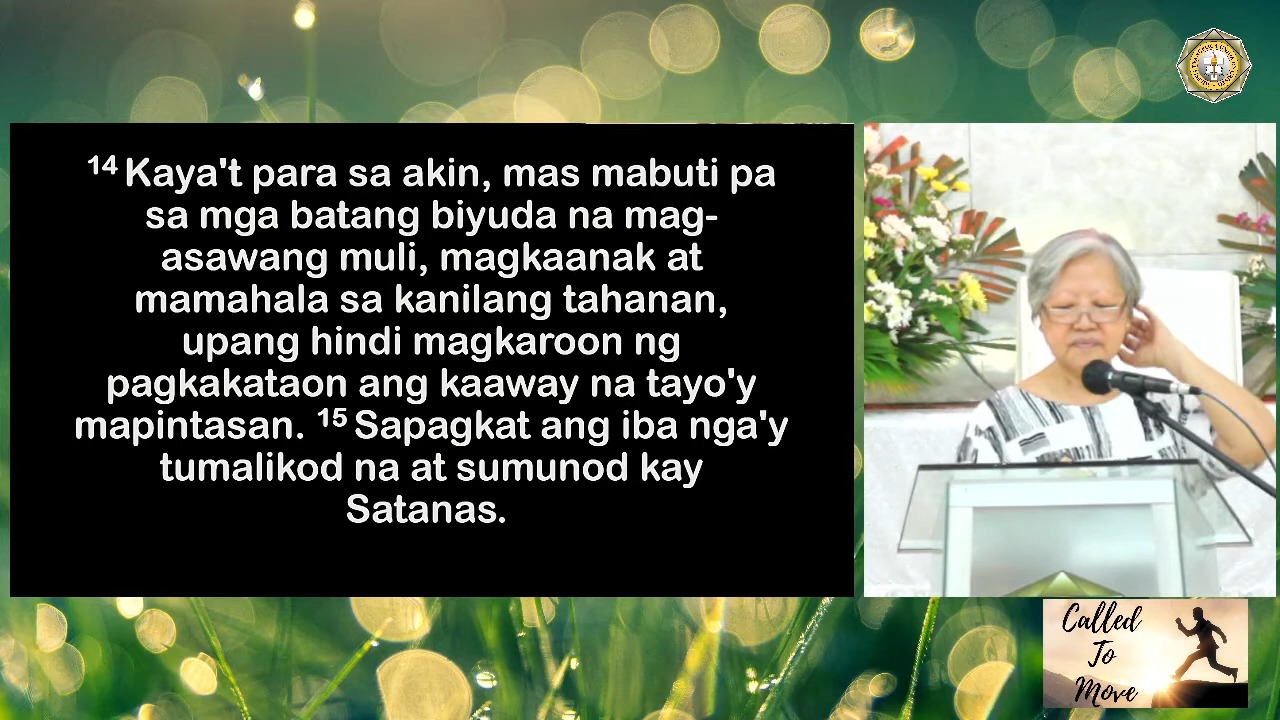 14 Kaya't para sa akin, mas mabuti pa
sa mga batang biyuda na mag-
asawang muli, magkaanak at
mamahala sa kanilang tahanan,
upang hindi magkaroon ng
pagkakataon ang kaaway na tayo'y
mapintasan. 15 Sapagkat ang iba nga'y
tumalikod na at sumunod kay
Satanas.
Called
To
Move